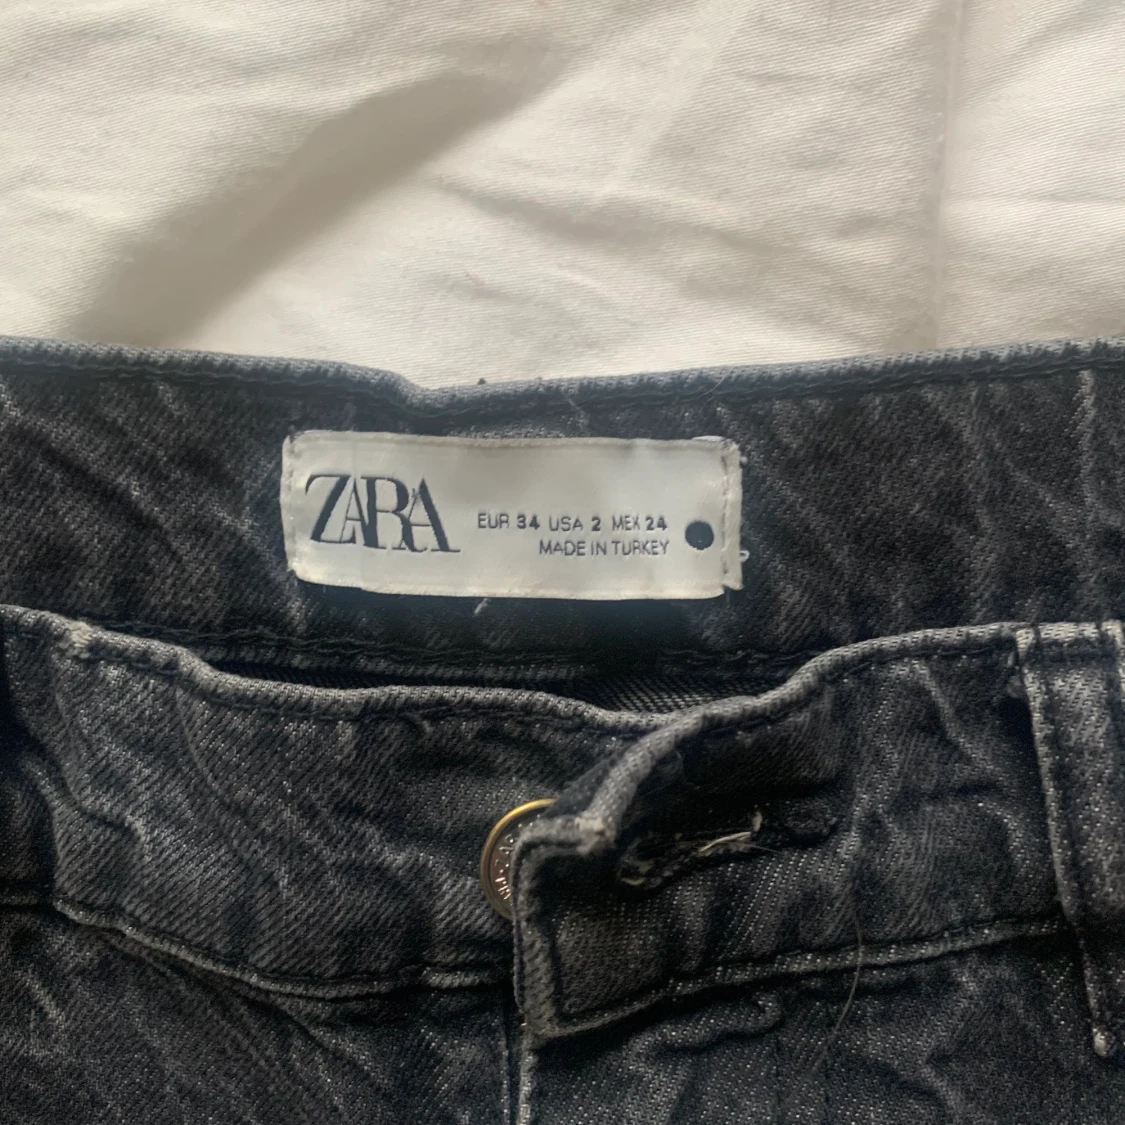 ZARA
EUR 34 USA 2 MEX 24
MADE IN TURKEY